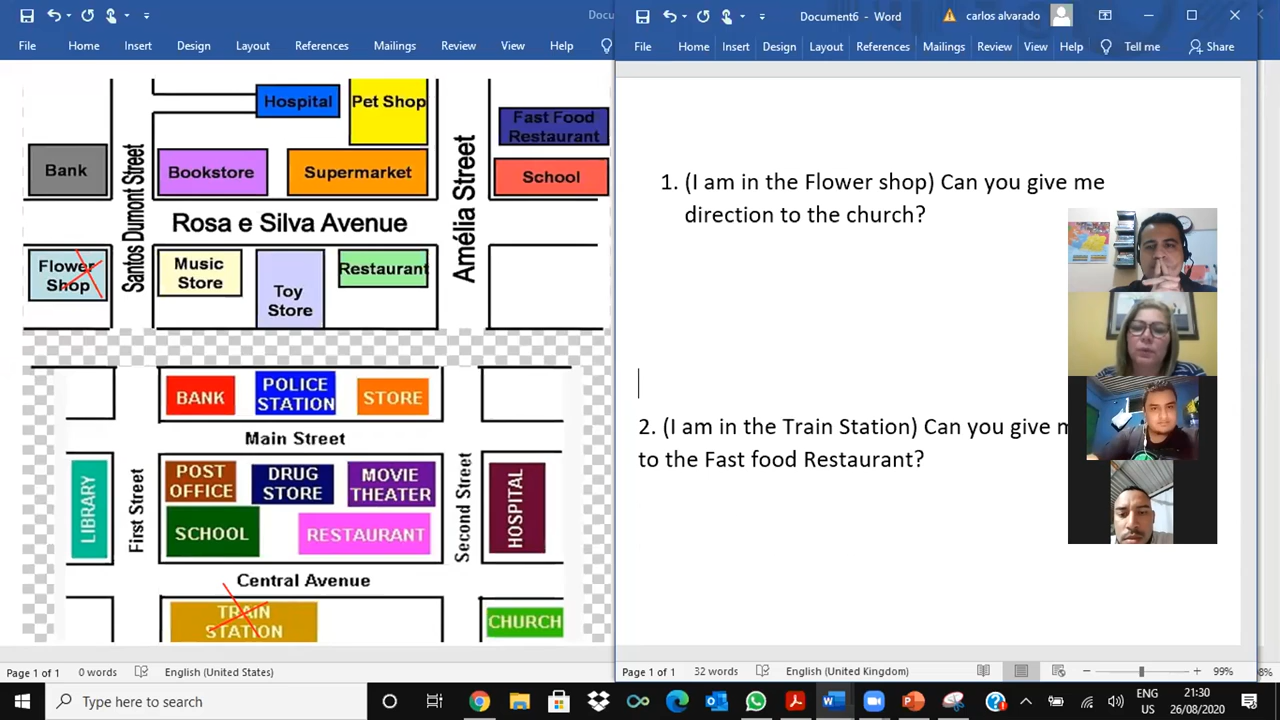 Docu
File Home Insert Design Layout References Mailings Review View Help
Document6 - Word
carlos alvarado
File Home Insert Design Layout References Mailings Review View Help Tell me Share
Hospital
Pet Shop
Fast Food
Restaurant
Bank
Bookstore
Supermarket
School
Santos Dumont Street
Amélia Street
Rosa e Silva Avenue
Flower
Shop
Music
Store
Toy
Store
Restaurant
BANK
POLICE
STATION
STORE
Main Street
LIBRARY
First Street
POST
OFFICE
DRUG
STORE
MOVIE
THEATER
SCHOOL
RESTAURANT
Second Street
HOSPITAL
Central Avenue
TRAIN
STATION
CHURCH
1. (I am in the Flower shop) Can you give me
direction to the church?
2. (I am in the Train Station) Can you give m
to the Fast food Restaurant?
Page 1 of 1 0 words English (United States)
Page 1 of 1 32 words English (United Kingdom) 99% 8%
Type here to search
ENG
US
21:30
26/08/2020